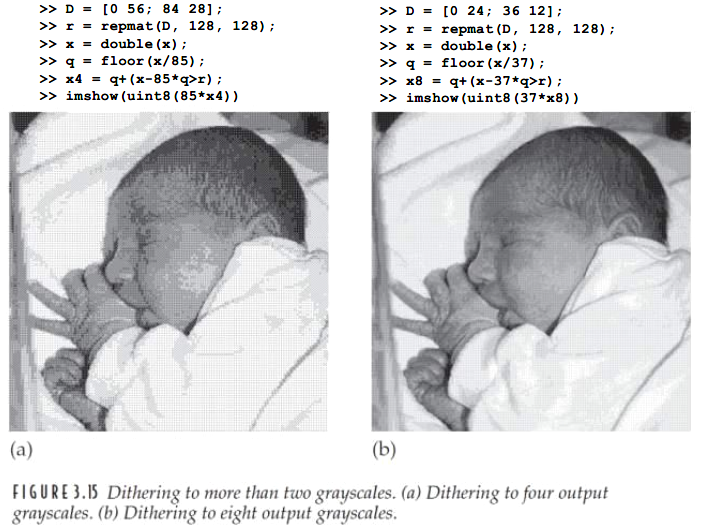 >> D = [0 56; 84 28];
>> r = repmat(D, 128, 128);
>> x = double(x);
>> q = floor(x/85);
>> x4 = q+(x-85*q>r);
>> imshow(uint8(85*x4))
(a)
>> D = [0 24; 36 12];
>> r = repmat(D, 128, 128);
>> x = double(x);
>> q = floor(x/37);
>> x8 = q+(x-37*q>r);
>> imshow(uint8(37*x8))
(b)
FIGURE 3.15 Dithering to more than two grayscales. (a) Dithering to four output
grayscales. (b) Dithering to eight output grayscales.